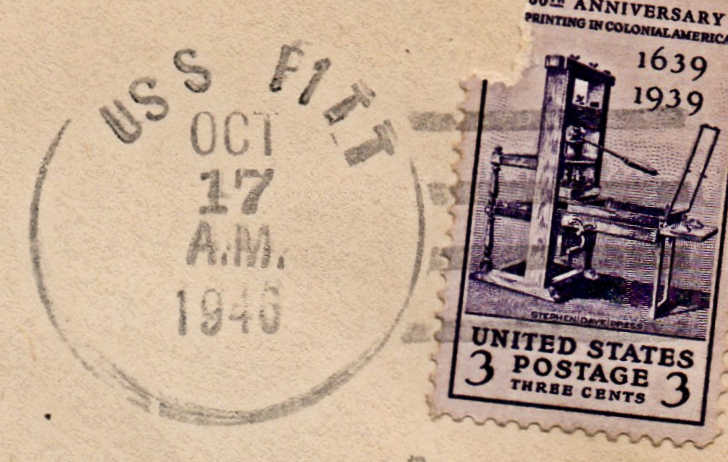 USS FITT
OCT
17
A.M.
1946
ANNIVERSARY
PRINTING IN COLONIAL AMERICA
1639
1939
STEPHEN DAYE PRESS
UNITED STATES
3 POSTAGE 3
THREE CENTS